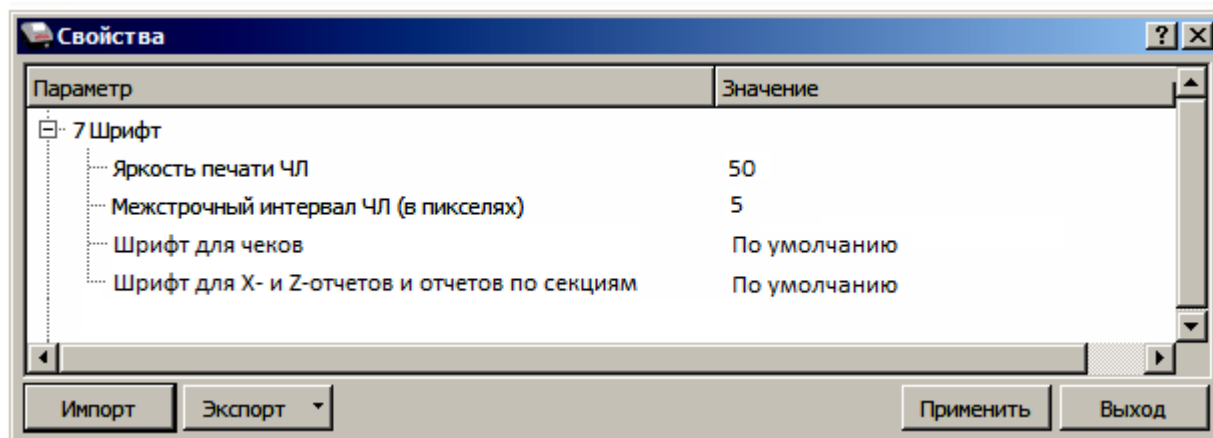 Свойства
Параметр Значение
7 Шрифт
Яркость печати ЧЛ 50
Межстрочный интервал ЧЛ (в пикселях) 5
Шрифт для чеков По умолчанию
Шрифт для X- и Z-отчетов и отчетов по секциям По умолчанию
Импорт Экспорт Применить Выход